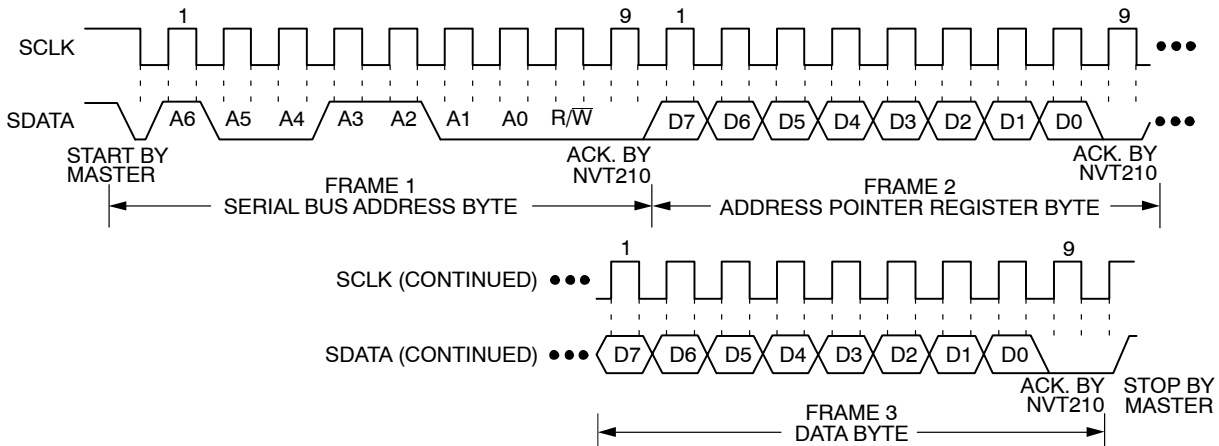 1 9 1 9
SCLK
SDATA A6 A5 A4 A3 A2 A1 A0 R/W̅ D7 D6 D5 D4 D3 D2 D1 D0
START BY MASTER
ACK. BY NVT210
ACK. BY NVT210
FRAME 1
SERIAL BUS ADDRESS BYTE
FRAME 2
ADDRESS POINTER REGISTER BYTE
1 9
SCLK (CONTINUED)
SDATA (CONTINUED) D7 D6 D5 D4 D3 D2 D1 D0
ACK. BY NVT210
STOP BY MASTER
FRAME 3
DATA BYTE